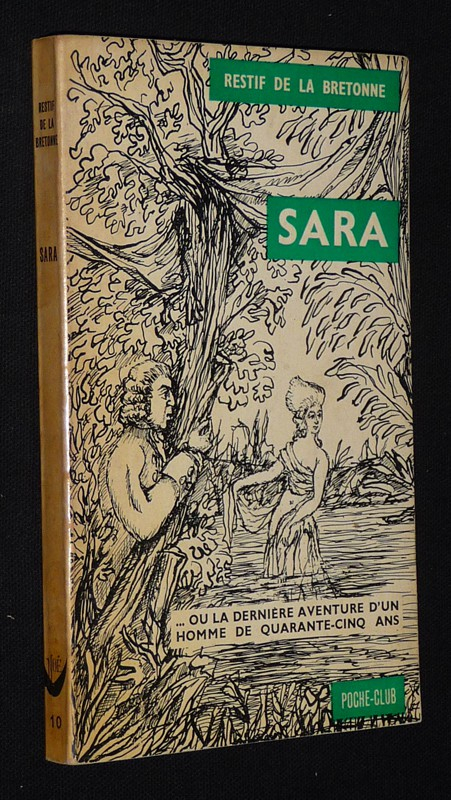 RESTIF DE LA BRETONNE
SARA
... OU LA DERNIÈRE AVENTURE D'UN
HOMME DE QUARANTE-CINQ ANS
POCHE-CLUB
RESTIF
DE LA
BRETONNE
SARA
10